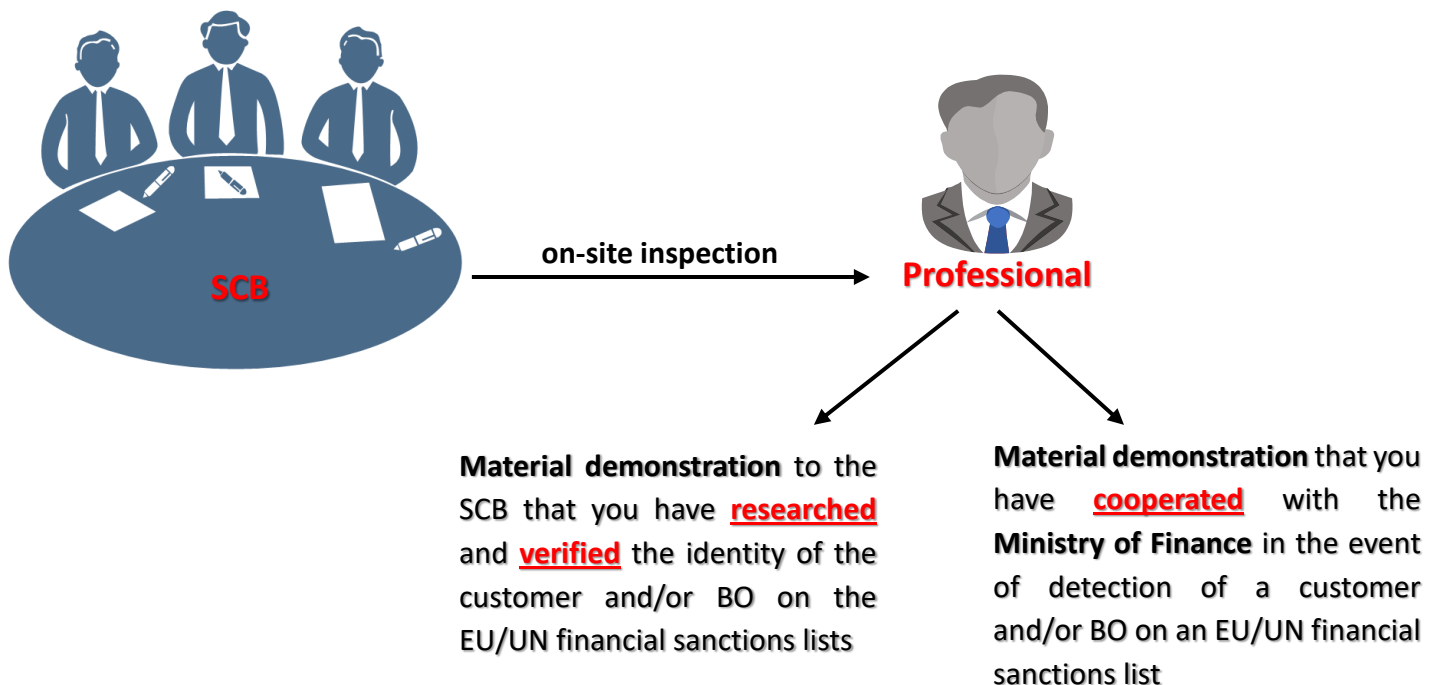 SCB
on-site inspection
Professional
Material demonstration to the
SCB that you have researched
and verified the identity of the
customer and/or BO on the
EU/UN financial sanctions lists
Material demonstration that you
have cooperated with the
Ministry of Finance in the event
of detection of a customer
and/or BO on an EU/UN financial
sanctions list